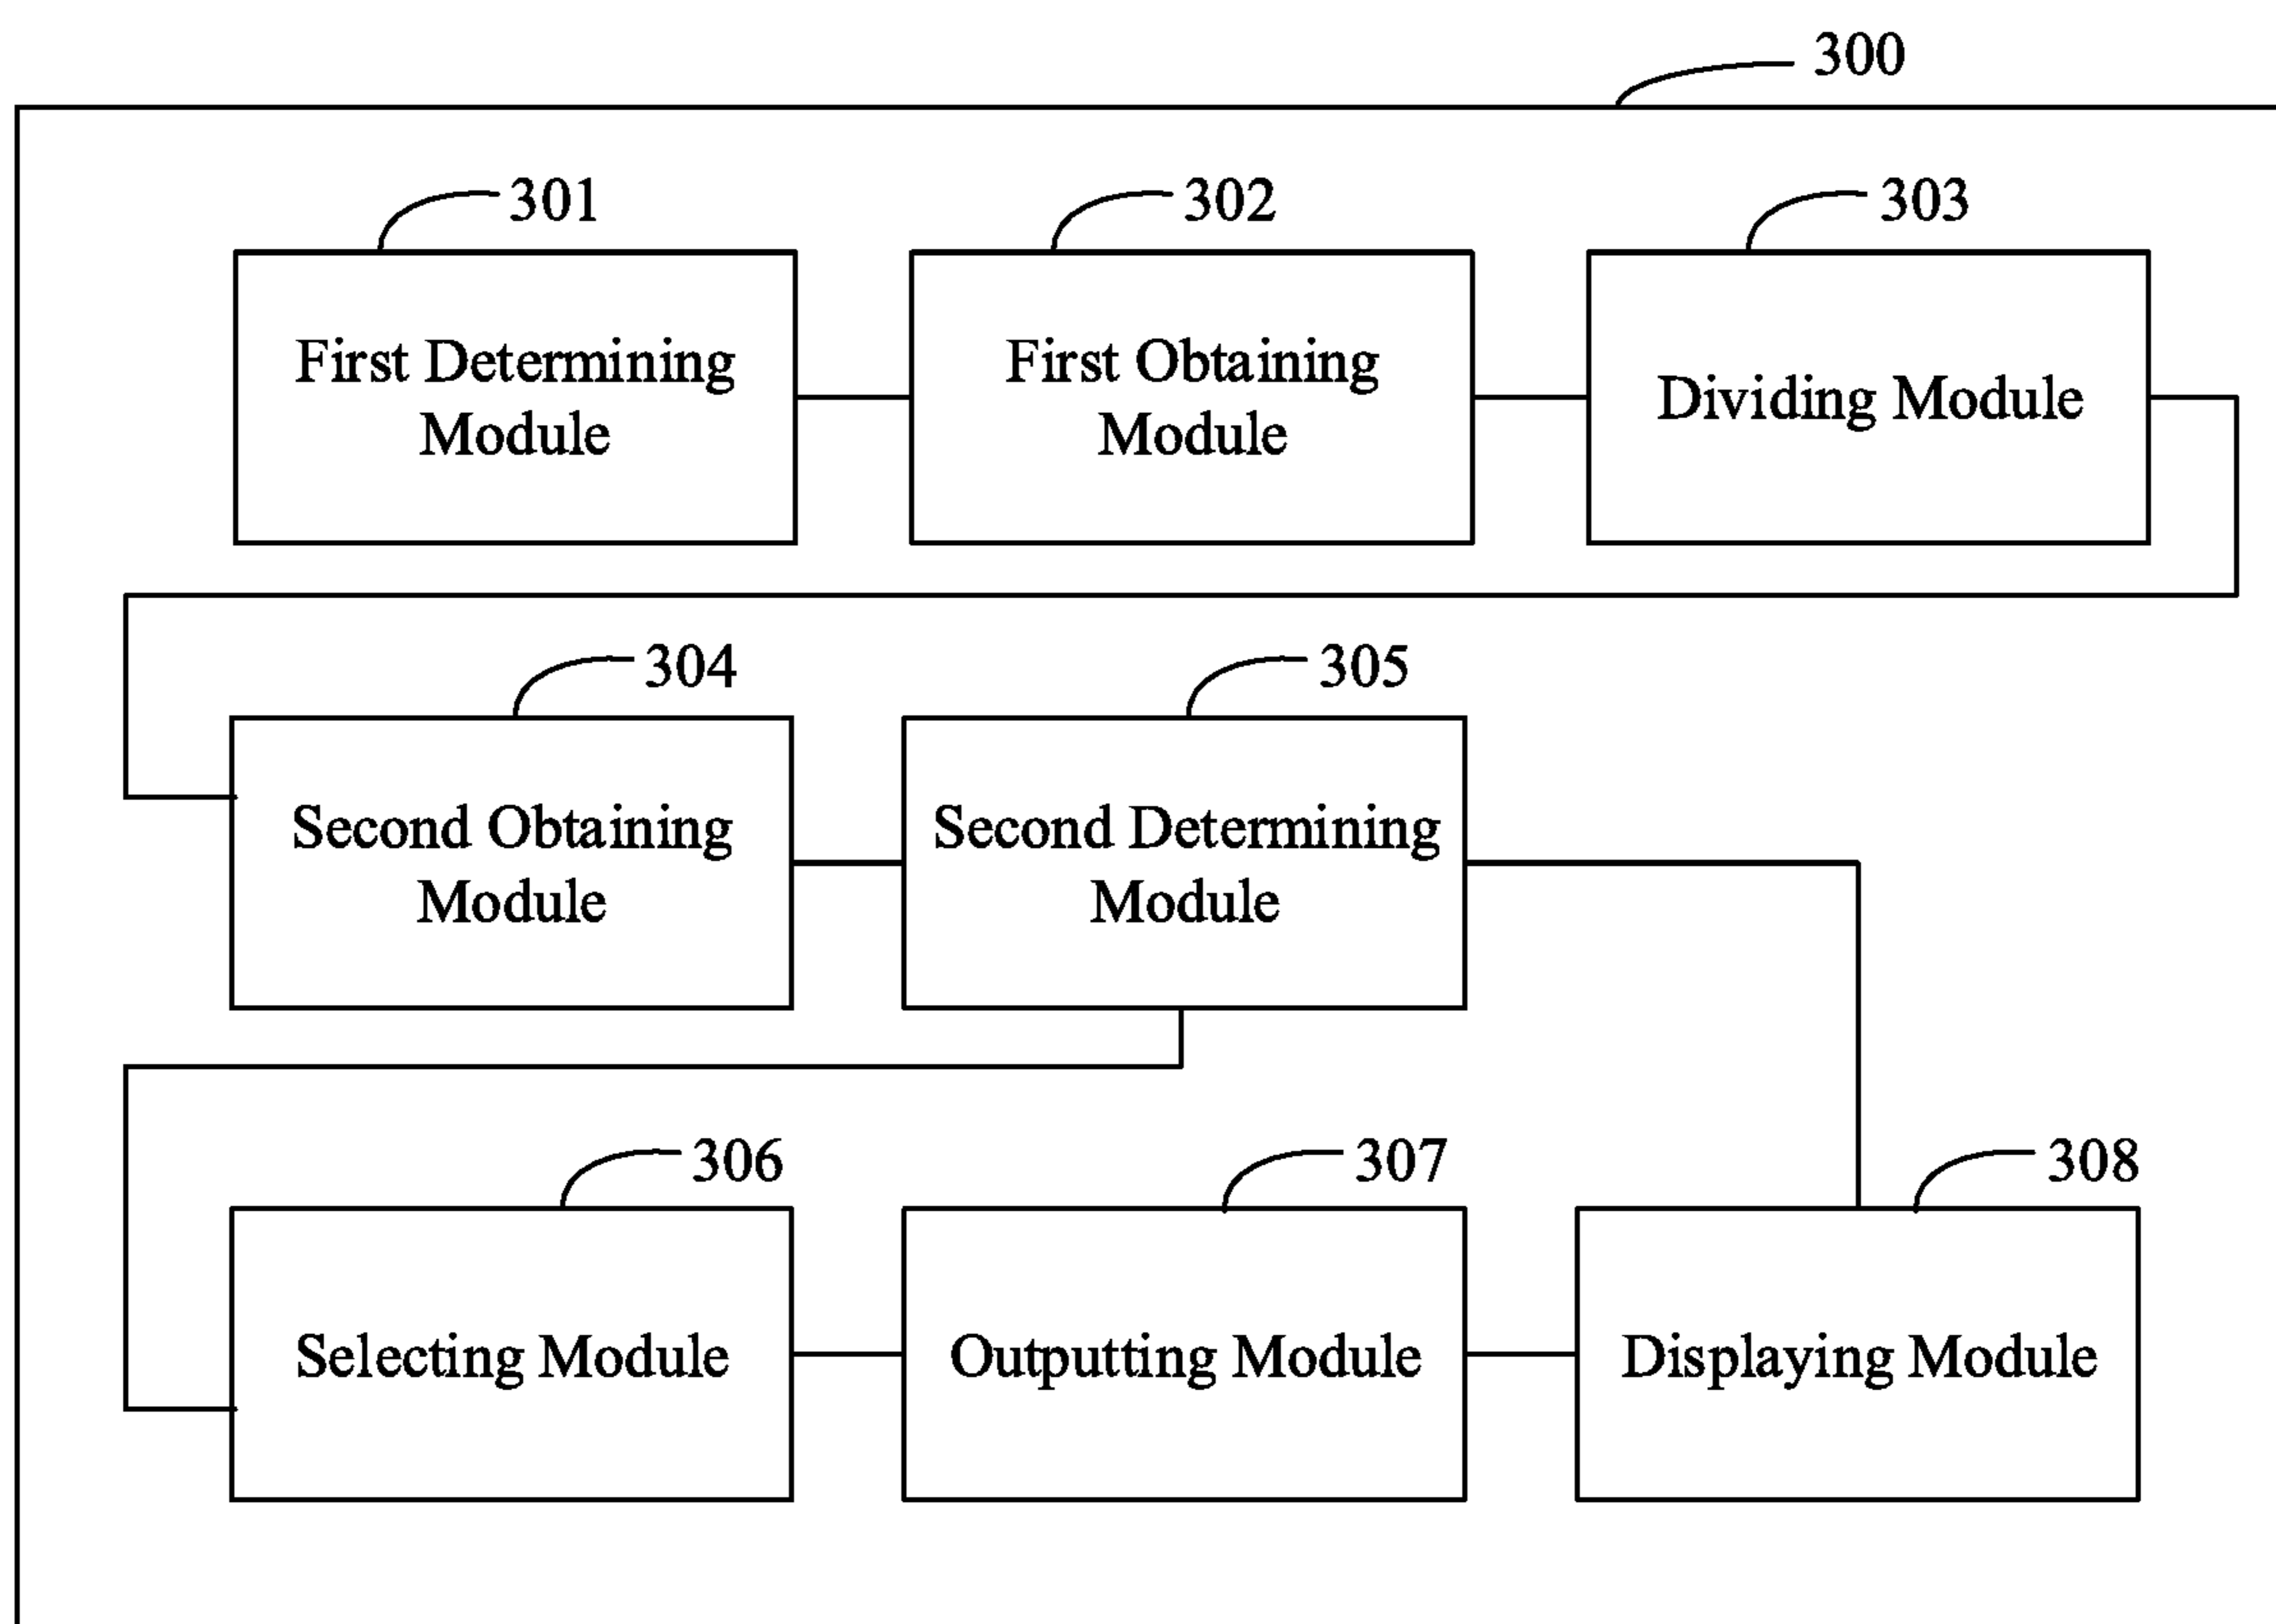 300
301
302
303
First Determining
Module
First Obtaining
Module
Dividing Module
304
305
Second Obtaining
Module
Second Determining
Module
306
307
308
Selecting Module
Outputting Module
Displaying Module